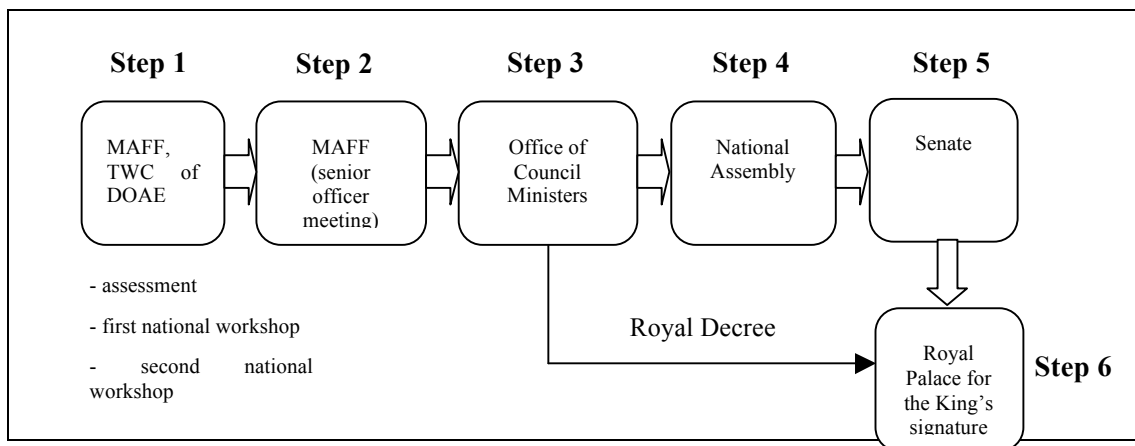 Step 1
Step 2
Step 3
Step 4
Step 5
MAFF,
TWC of
DOAE
MAFF
(senior
officer
meeting)
Office of
Council
Ministers
National
Assembly
Senate
- assessment
- first national workshop
- second national
workshop
Royal Decree
Royal
Palace for
the King's
signature
Step 6